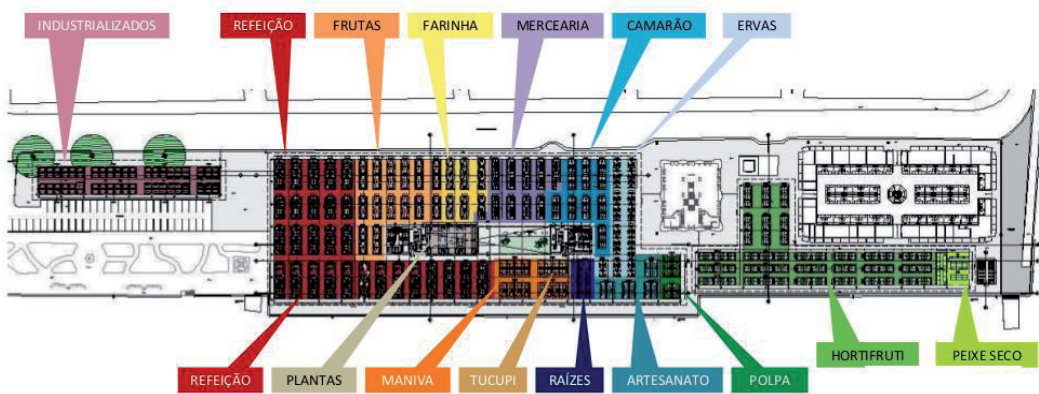 INDUSTRIALIZADOS
REFEIÇÃO
FRUTAS
FARINHA
MERCEARIA
CAMARÃO
ERVAS
HORTIFRUTI
PEIXE SECO
REFEIÇÃO
PLANTAS
MANIVA
TUCUPI
RAÍZES
ARTESANATO
POLPA